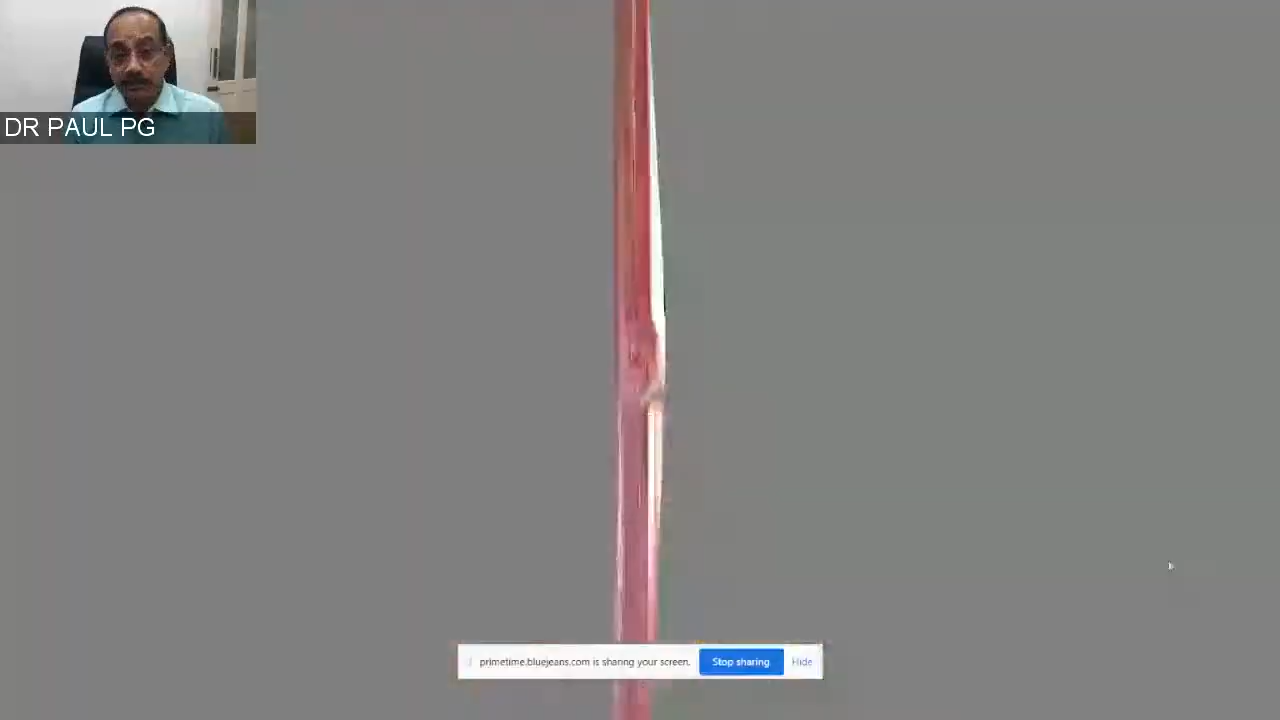 DR PAUL PG
primetime.bluejeans.com is sharing your screen.
Stop sharing
Hide